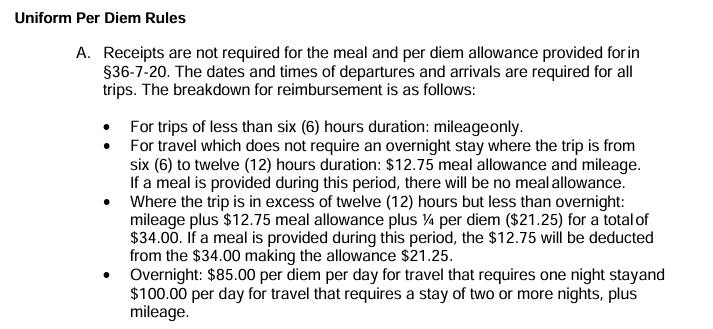 Uniform Per Diem Rules
A. Receipts are not required for the meal and per diem allowance provided forin
§36-7-20. The dates and times of departures and arrivals are required for all
trips. The breakdown for reimbursement is as follows:
• For trips of less than six (6) hours duration: mileageonly.
• For travel which does not require an overnight stay where the trip is from
six (6) to twelve (12) hours duration: $12.75 meal allowance and mileage.
If a meal is provided during this period, there will be no meal allowance.
• Where the trip is in excess of twelve (12) hours but less than overnight:
mileage plus $12.75 meal allowance plus ¼ per diem ($21.25) for a total of
$34.00. If a meal is provided during this period, the $12.75 will be deducted
from the $34.00 making the allowance $21.25.
• Overnight: $85.00 per diem per day for travel that requires one night stayand
$100.00 per day for travel that requires a stay of two or more nights, plus
mileage.